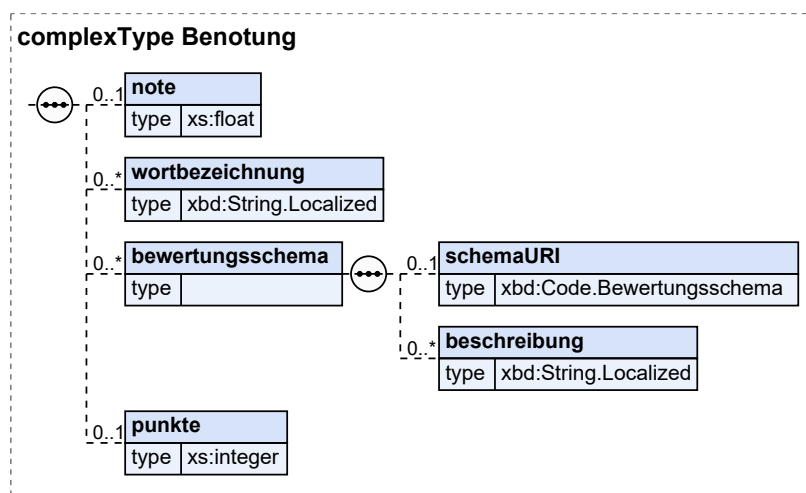 complexType Benotung
0..1 note
type xs:float
0..* wortbezeichnung
type xbd:String.Localized
0..* bewertungsschema
type
0..1 schemaURI
type xbd:Code.Bewertungsschema
0..* beschreibung
type xbd:String.Localized
0..1 punkte
type xs:integer